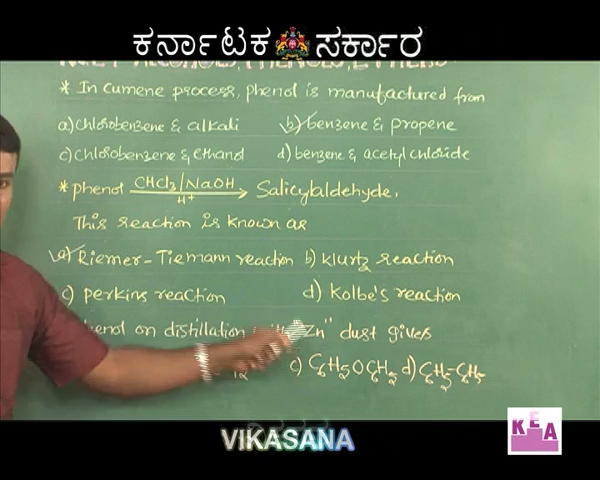 ಕರ್ನಾಟಕ ಸರ್ಕಾರ
* In Cumene process, phenol is manufactured from
a) chlorobenzene & alkali b) benzene & propene
c) chlorobenzene & ethanol d) benzene & acetyl chloride
* phenol CHCl3/NaOH H+ → Salicylaldehyde.
This reaction is known as
a) Riemer-Tiemann reaction b) Wurtz reaction
c) perkins reaction d) Kolbe's reaction
on distillation "Zn" dust gives
12 c) C6H5OC6H5 d) C6H5-C6H5
VIKASANA
KEA